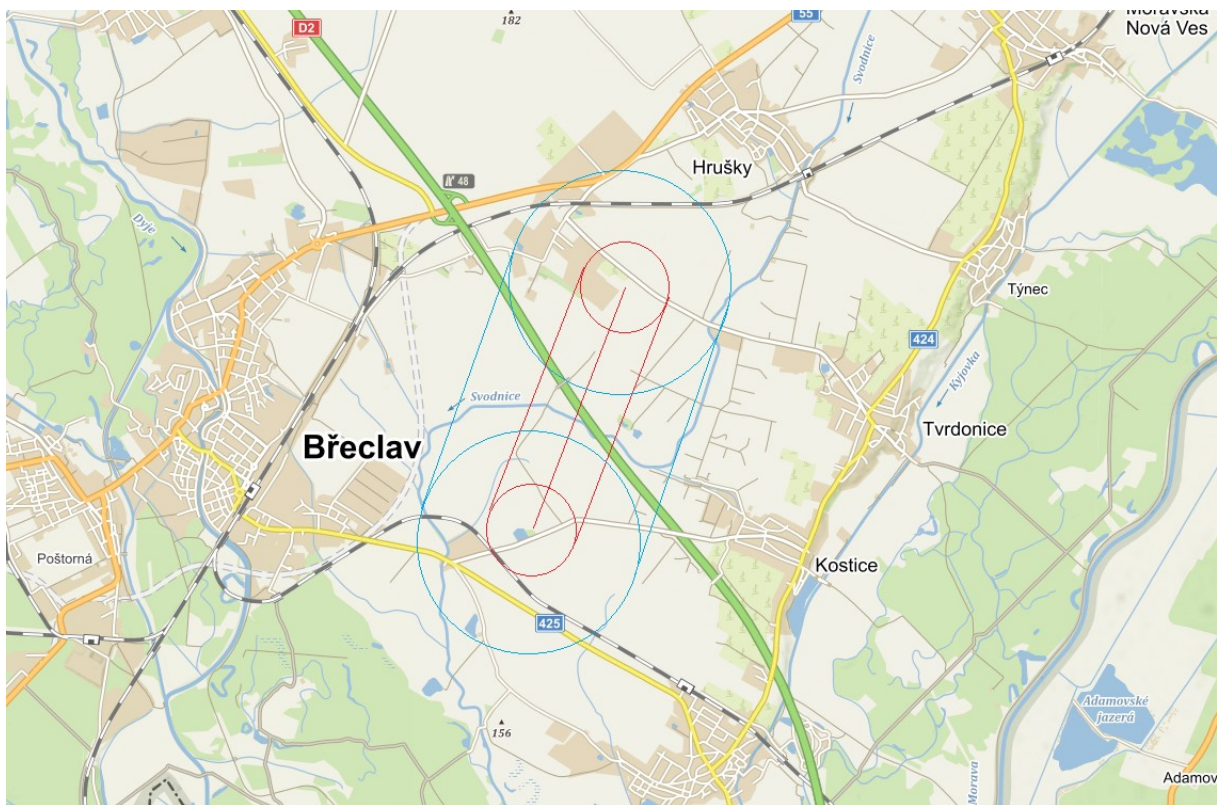 Moravská
Nová Ves
D2
182
55
Svodnice
Hrušky
48
Dyje
Týnec
424
Kyjovka
Svodnice
Břeclav
Tvrdonice
Poštorná
Kostice
425
Adamovské
jazerá
156
Morava
Adamov